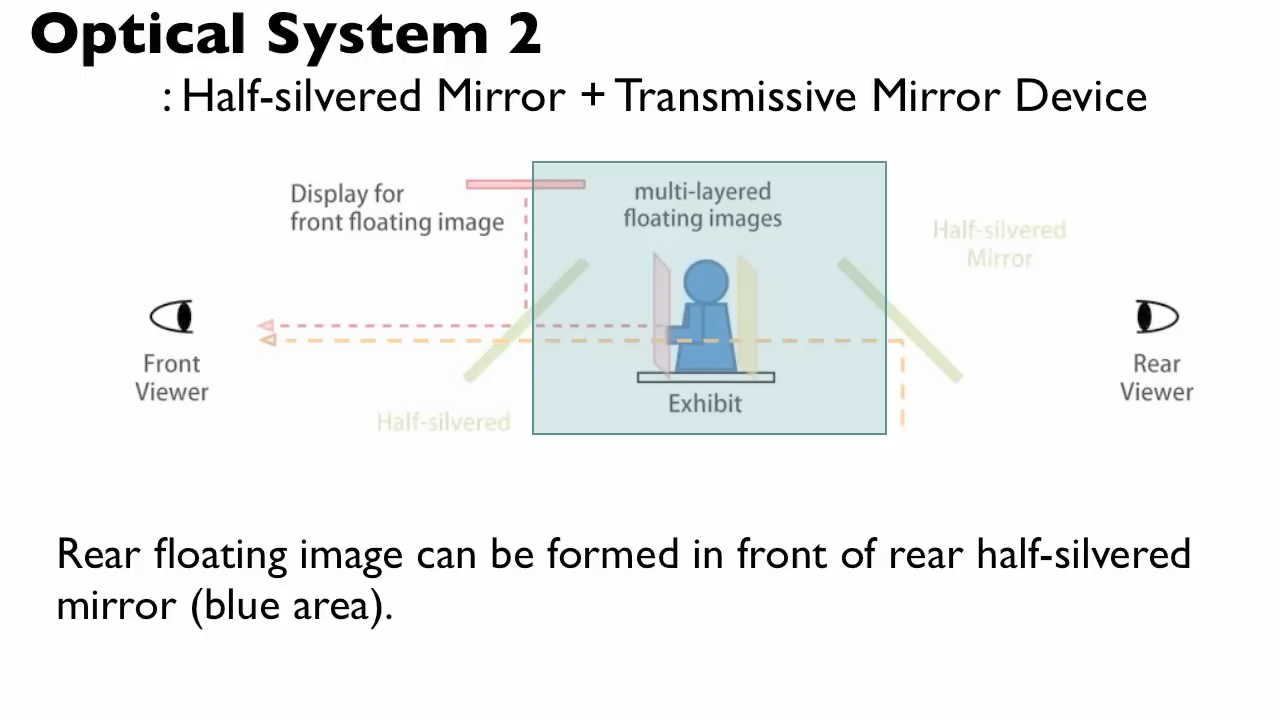 Optical System 2
: Half-silvered Mirror + Transmissive Mirror Device
Display for
front floating image
multi-layered
floating images
Half-silvered
Mirror
Front
Viewer
Rear
Viewer
Half-silvered
Exhibit
Rear floating image can be formed in front of rear half-silvered
mirror (blue area).